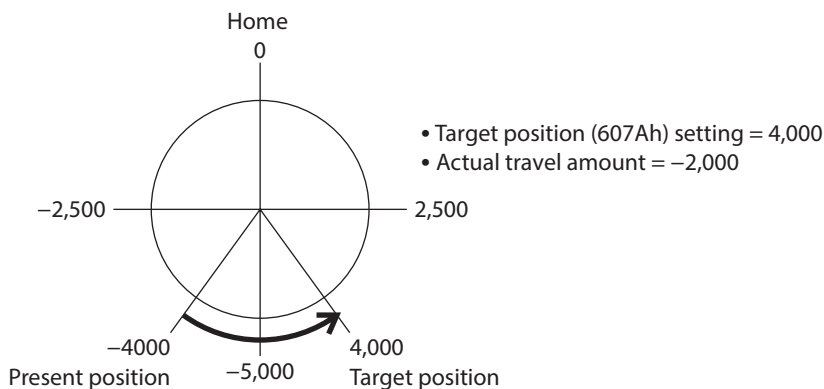 Home
0
• Target position (607Ah) setting = 4,000
• Actual travel amount = −2,000
−2,500
2,500
−4000
4,000
Present position
−5,000
Target position